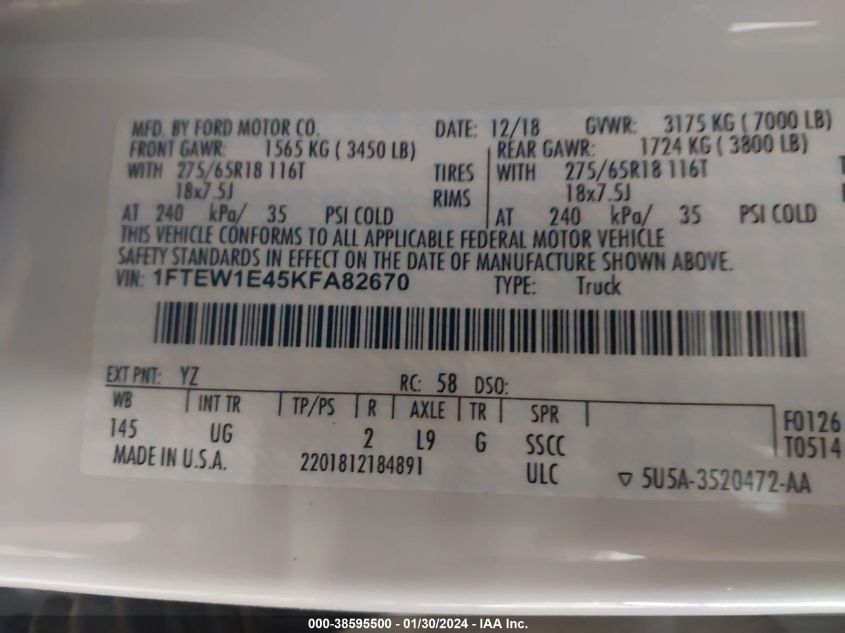 MFD. BY FORD MOTOR CO. DATE: 12/18 GVWR: 3175 KG ( 7000 LB)
FRONT GAWR: 1565 KG ( 3450 LB) REAR GAWR: 1724 KG ( 3800 LB)
WITH 275/65R18 116T TIRES WITH 275/65R18 116T
18x7.5J RIMS 18x7.5J
AT 240 kPa/ 35 PSI COLD AT 240 kPa/ 35 PSI COLD
THIS VEHICLE CONFORMS TO ALL APPLICABLE FEDERAL MOTOR VEHICLE
SAFETY STANDARDS IN EFFECT ON THE DATE OF MANUFACTURE SHOWN ABOVE.
VIN: 1FTEW1E45KFA82670 TYPE: Truck
EXT PNT: YZ RC: 58 DSO:
WB INT TR TP/PS R AXLE TR SPR F0126
145 UG 2 L9 G SSCC T0514
MADE IN U.S.A. 2201812184891 ULC ▽ 5U5A-3520472-AA
000-38595500 - 01/30/2024 - IAA Inc.